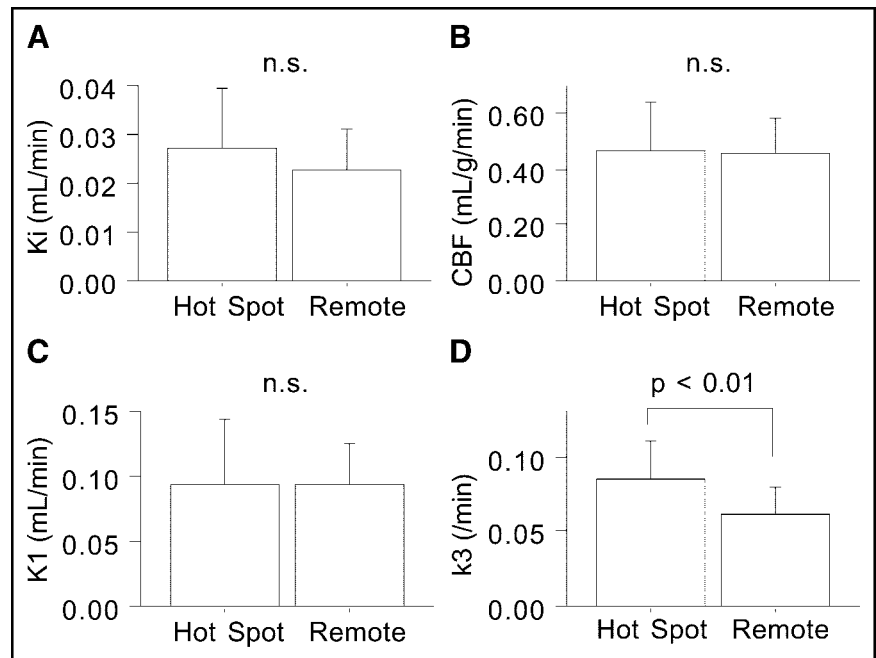 A
n.s.
Ki (mL/min)
0.04
0.03
0.02
0.01
0.00
Hot Spot Remote
B
n.s.
CBF (mL/g/min)
0.60
0.40
0.20
0.00
Hot Spot Remote
C
n.s.
K1 (mL/min)
0.15
0.10
0.05
0.00
Hot Spot Remote
D
p < 0.01
k3 (/min)
0.10
0.05
0.00
Hot Spot Remote